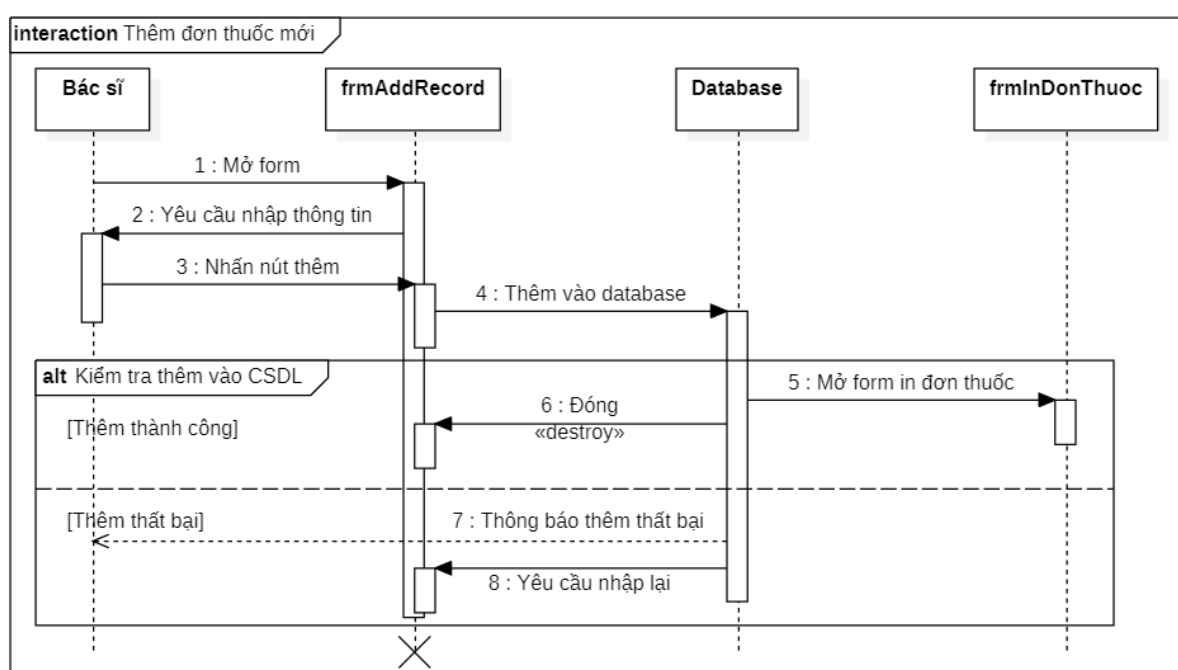 interaction Thêm đơn thuốc mới
Bác sĩ
frmAddRecord
Database
frmInDonThuoc
1 : Mở form
2 : Yêu cầu nhập thông tin
3 : Nhấn nút thêm
4 : Thêm vào database
alt Kiểm tra thêm vào CSDL
5 : Mở form in đơn thuốc
6 : Đóng
«destroy»
[Thêm thành công]
[Thêm thất bại]
7 : Thông báo thêm thất bại
8 : Yêu cầu nhập lại